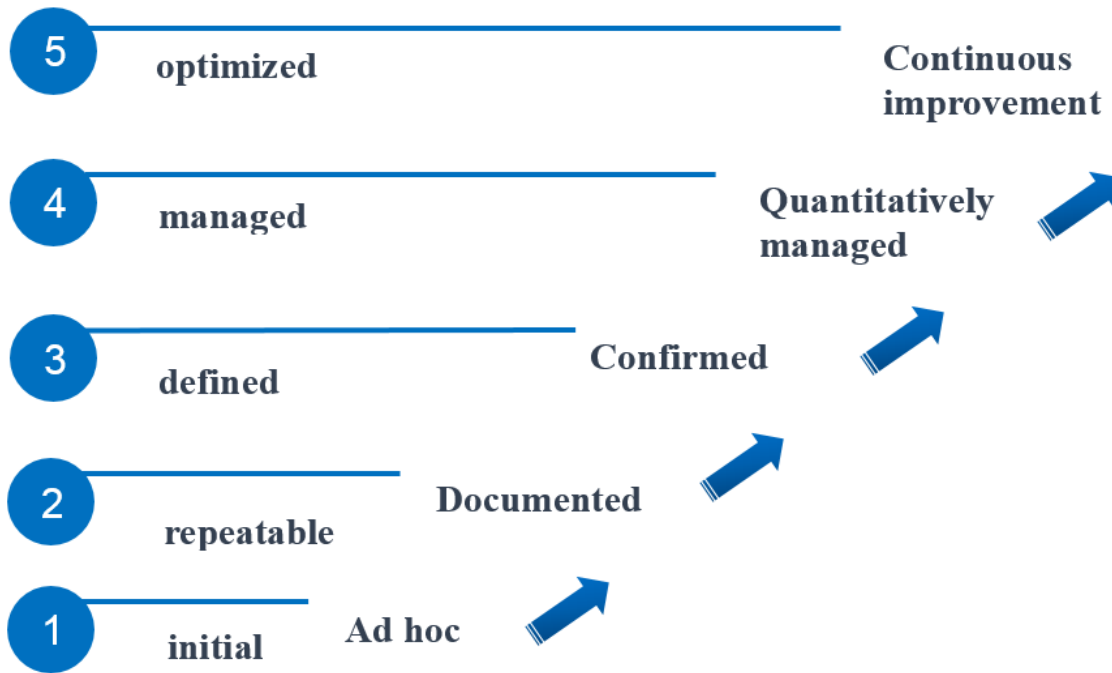 5
optimized
Continuous
improvement
4
managed
Quantitatively
managed
3
defined
Confirmed
2
repeatable
Documented
1
initial
Ad hoc